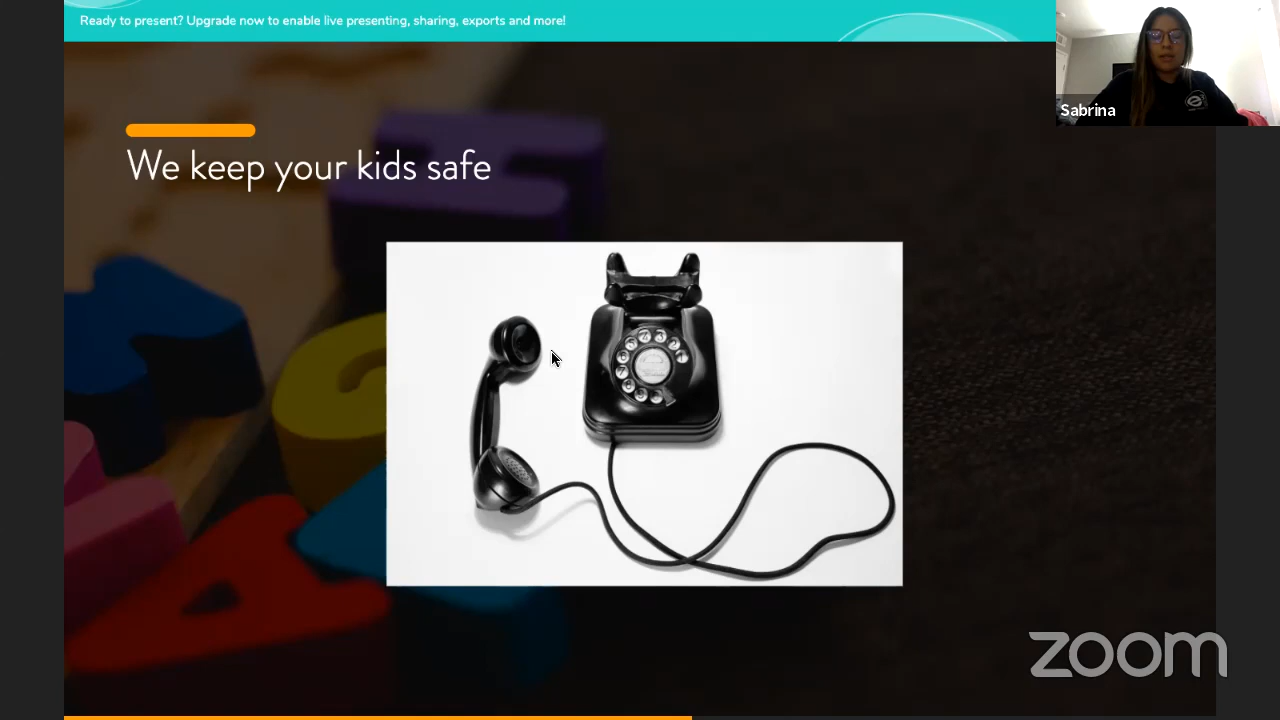 Ready to present? Upgrade now to enable live presenting, sharing, exports and more!
Sabrina
We keep your kids safe
zoom